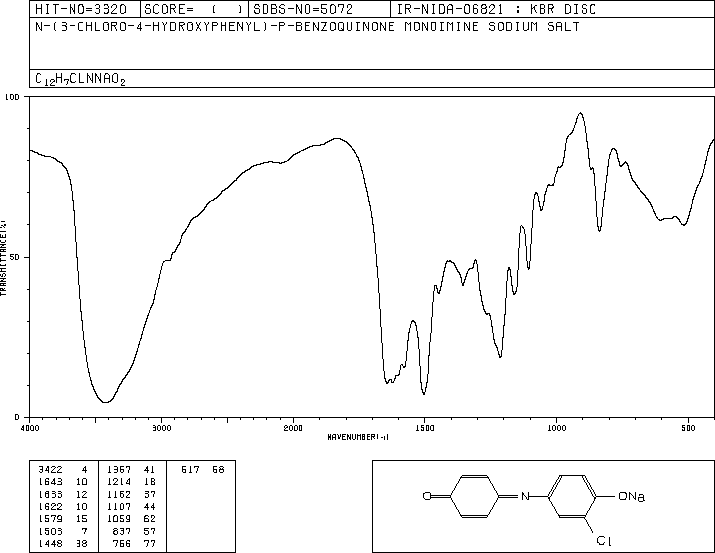 HIT-NO=3320 SCORE= ( ) SDBS-NO=5072 IR-NIDA-06821 : KBR DISC
N-(3-CHLORO-4-HYDROXYPHENYL)-P-BENZOQUINONE MONOIMINE SODIUM SALT
C12H7CLNNAO2
100
TRANSMITTANCE(%)
50
0
4000 3000 2000 1500 1000 500
WAVENUMBER(-1)
3422 4 1367 41 617 68
1643 10 1214 18
1633 12 1162 37
1622 10 1107 44
1579 15 1059 62
1503 7 837 57
1448 38 766 77
O N ONa
Cl